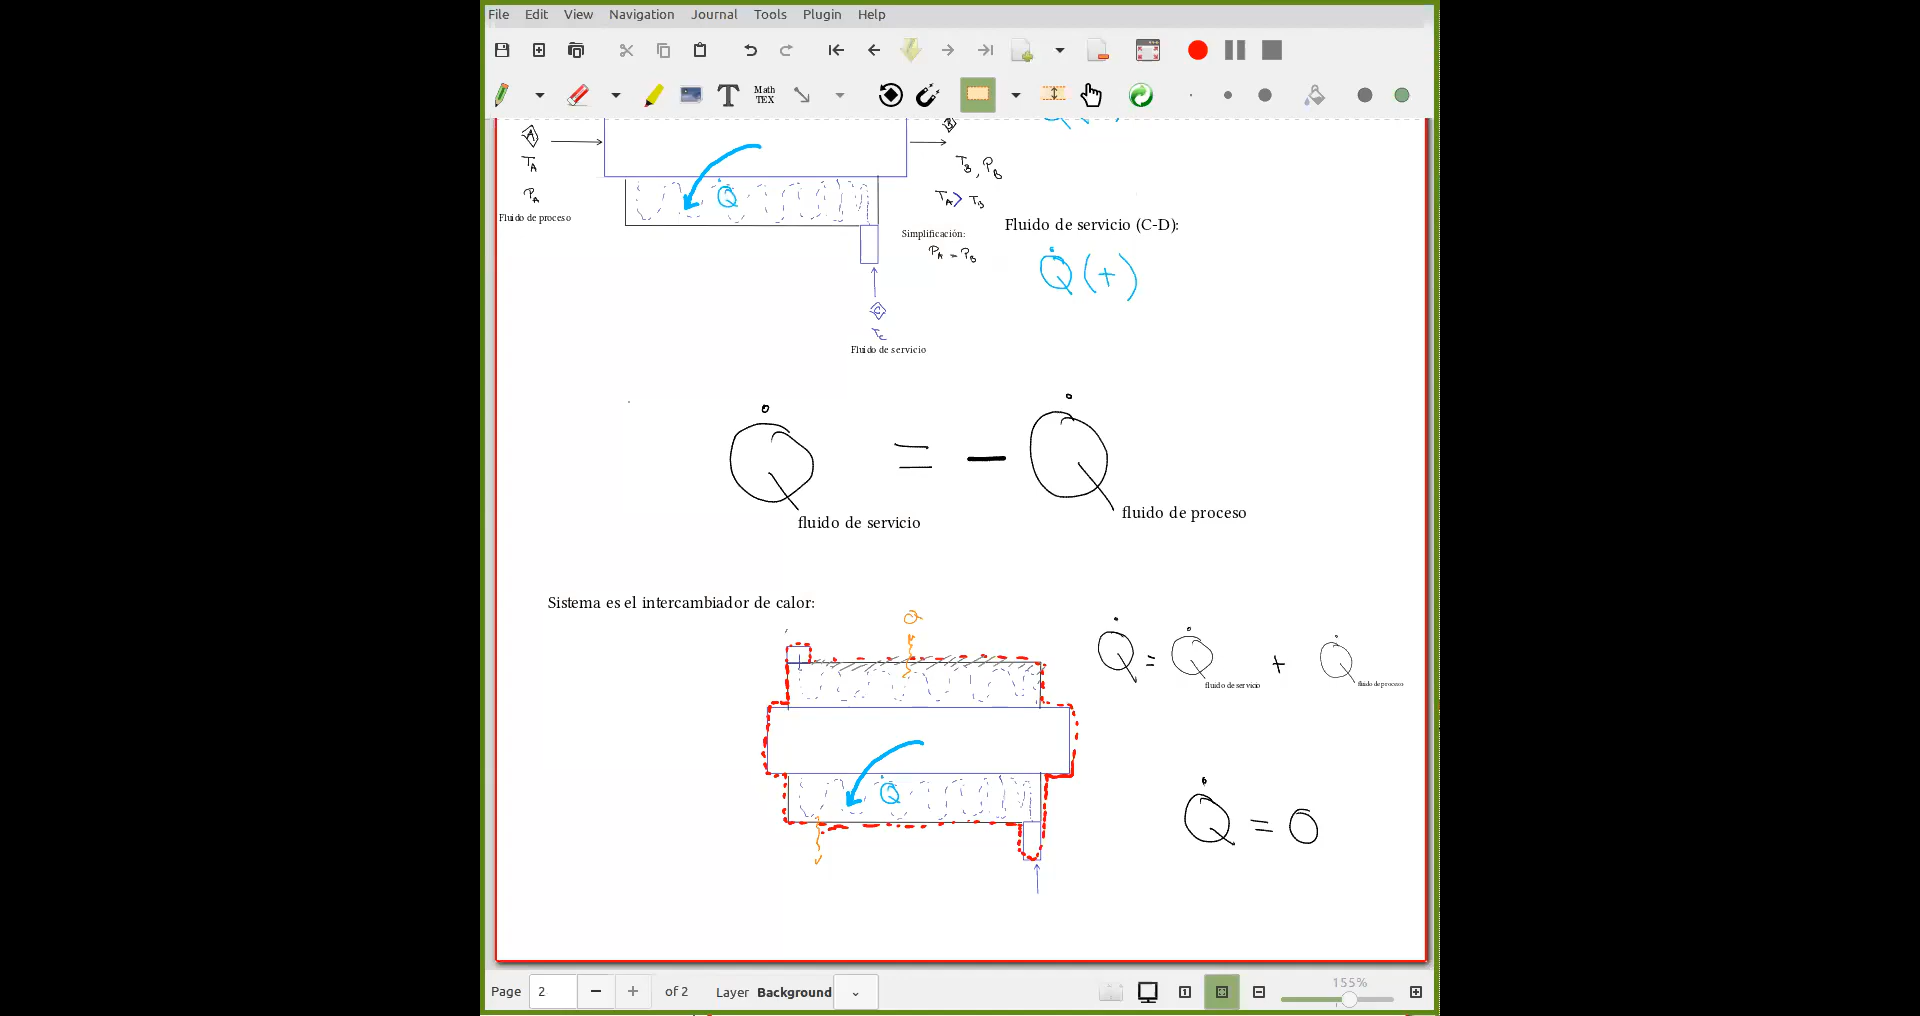 File Edit View Navigation Journal Tools Plugin Help
Math
TEX
A
T_A
P_A
Fluido de proceso
Q̇
T_B, P_B
T_A > T_B
Simplificación:
P_A = P_B
C
T_C
Fluido de servicio
Fluido de servicio (C-D):
Q̇ (+)
Q̇ = - Q̇
fluido de servicio
fluido de proceso
Sistema es el intercambiador de calor:
Q
Q̇ = Q̇ + Q̇
fluido de servicio
fluido de proceso
Q̇
Q̇ = 0
Page 2 of 2 Layer Background 155%